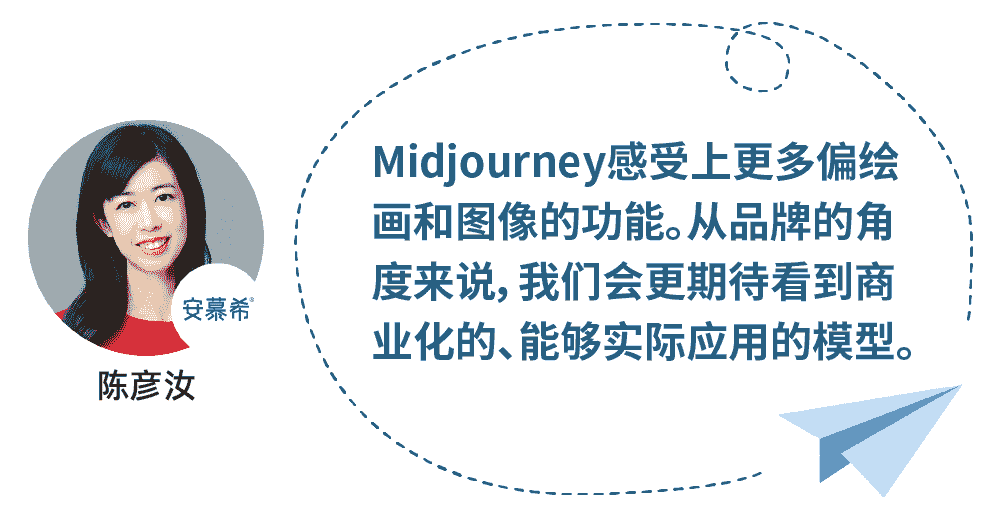 Midjourney感受上更多偏绘
画和图像的功能。从品牌的角
度来说，我们会更期待看到商
业化的、能够实际应用的模型。
安慕希®
陈彦汝